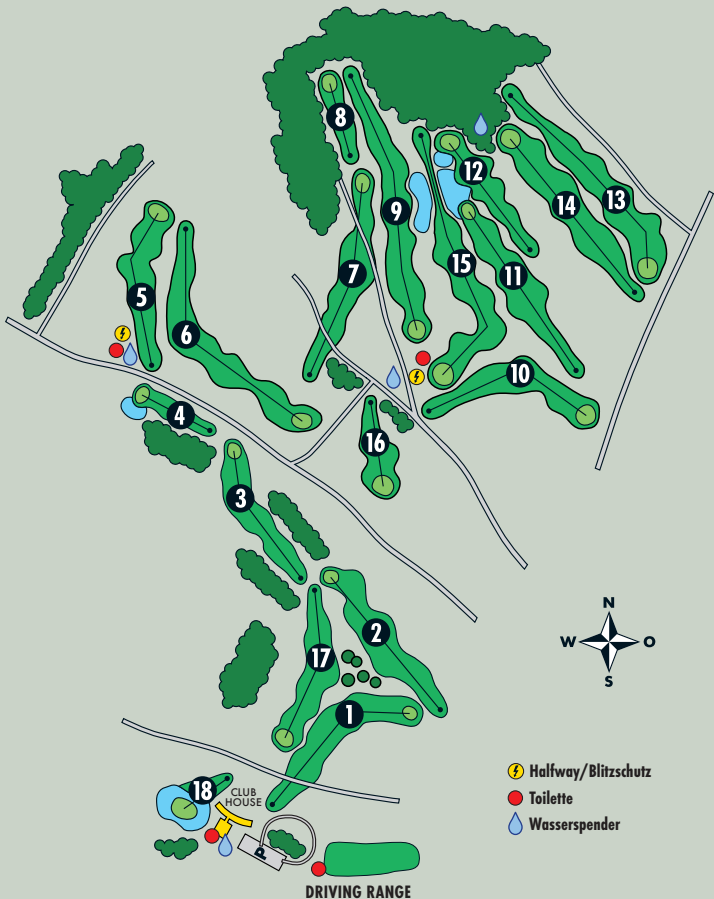 8
12
9
14
13
15
7
11
5
6
10
4
16
3
N
W
O
S
2
17
1
Halfway/Blitzschutz
18
CLUB
HOUSE
Toilette
Wasserspender
P
DRIVING RANGE